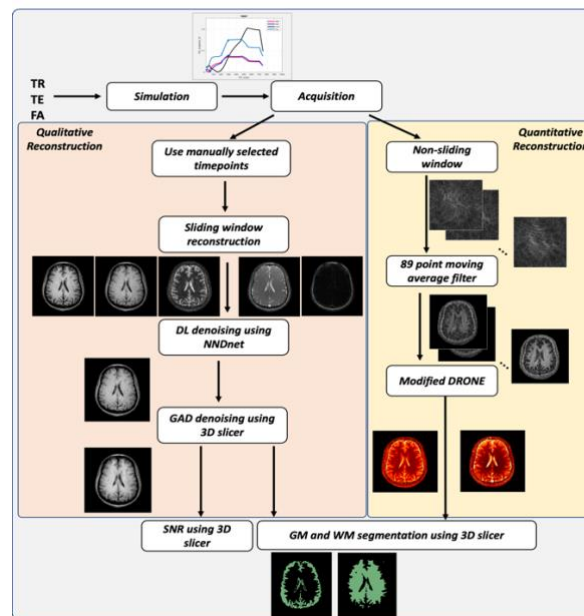 TR
TE
FA
Simulation
Acquisition
Qualitative
Reconstruction
Quantitative
Reconstruction
Use manually selected
timepoints
Non-sliding
window
Sliding window
reconstruction
...
89 point moving
average filter
DL denoising using
NNDnet
...
Modified DRONE
GAD denoising using
3D slicer
SNR using 3D
slicer
GM and WM segmentation using 3D slicer